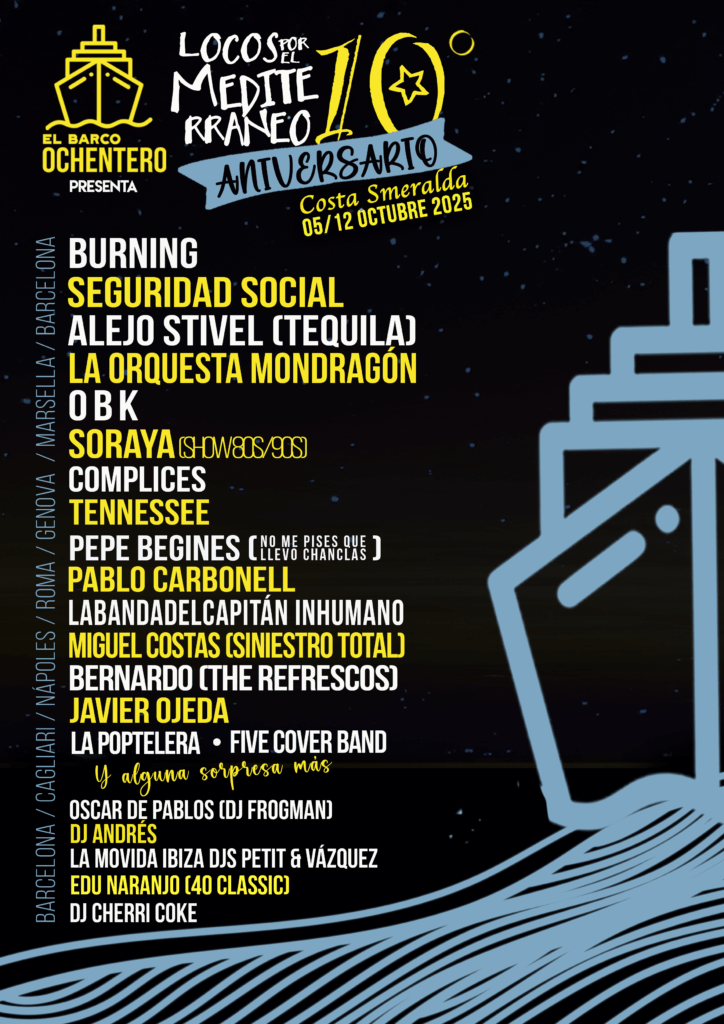 EL BARCO
OCHENTERO
PRESENTA
LOCOS POR EL
MEDITE
RRANEO
10º
ANIVERSARIO
Costa Smeralda
05/12 OCTUBRE 2025
BARCELONA / CAGLIARI / NÁPOLES / ROMA / GENOVA / MARSELLA / BARCELONA
BURNING
SEGURIDAD SOCIAL
ALEJO STIVEL (TEQUILA)
LA ORQUESTA MONDRAGÓN
O B K
SORAYA (SHOW 80S/90S)
COMPLICES
TENNESSEE
PEPE BEGINES (NO ME PISES QUE LLEVO CHANCLAS)
PABLO CARBONELL
LABANDADELCAPITÁN INHUMANO
MIGUEL COSTAS (SINIESTRO TOTAL)
BERNARDO (THE REFRESCOS)
JAVIER OJEDA
LA POPTELERA • FIVE COVER BAND
Y alguna sorpresa más
OSCAR DE PABLOS (DJ FROGMAN)
DJ ANDRÉS
LA MOVIDA IBIZA DJS PETIT & VÁZQUEZ
EDU NARANJO (40 CLASSIC)
DJ CHERRI COKE